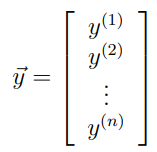 y⃗ =
y^{(1)}
y^{(2)}
⋮
y^{(n)}